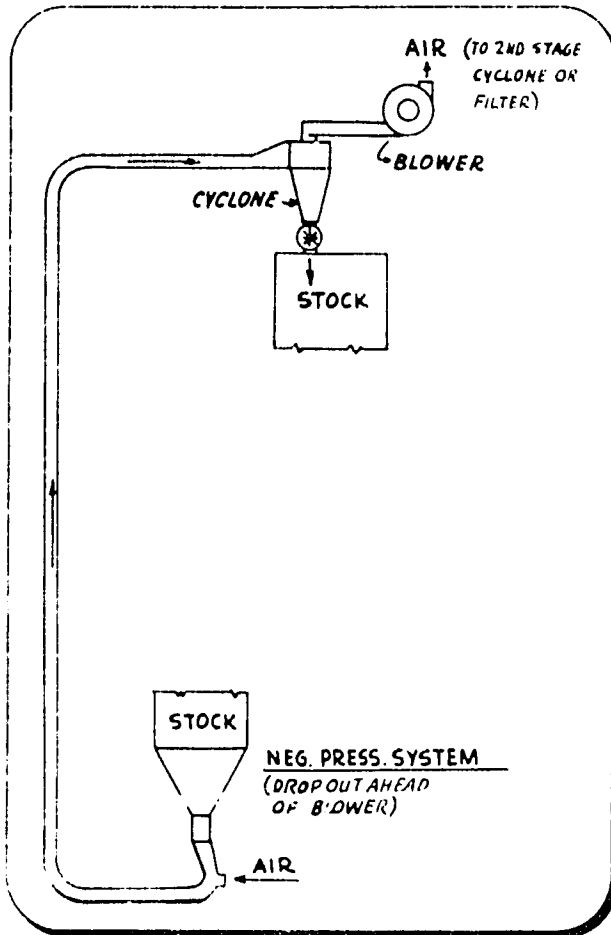 AIR (TO 2ND STAGE
CYCLONE OR
FILTER)
BLOWER
CYCLONE
STOCK
STOCK
NEG. PRESS. SYSTEM
(DROP OUT AHEAD
OF BLOWER)
AIR